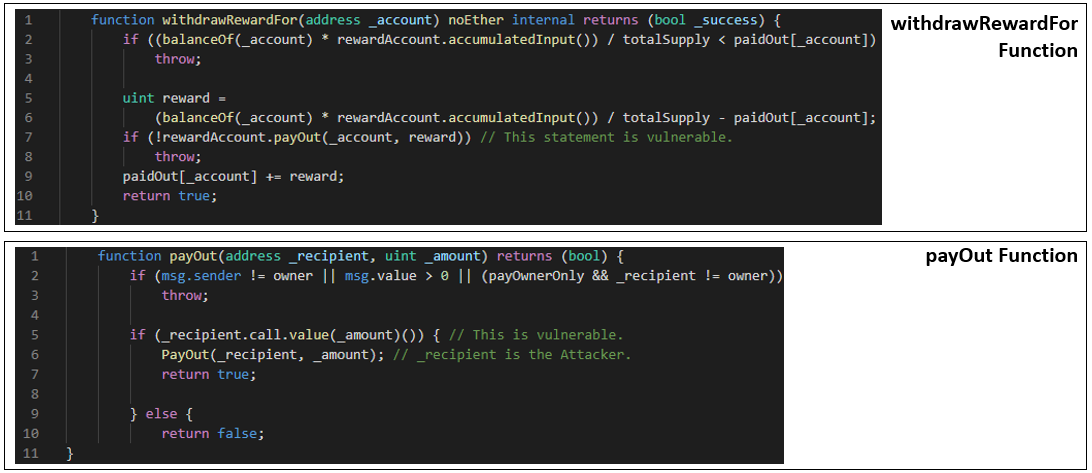 1 function withdrawRewardFor(address _account) noEther internal returns (bool _success) {
2 if ((balanceOf(_account) * rewardAccount.accumulatedInput()) / totalSupply < paidOut[_account])
3 throw;
4
5 uint reward =
6 (balanceOf(_account) * rewardAccount.accumulatedInput()) / totalSupply - paidOut[_account];
7 if (!rewardAccount.payOut(_account, reward)) // This statement is vulnerable.
8 throw;
9 paidOut[_account] += reward;
10 return true;
11 }
withdrawRewardFor
Function
1 function payOut(address _recipient, uint _amount) returns (bool) {
2 if (msg.sender != owner || msg.value > 0 || (payOwnerOnly && _recipient != owner))
3 throw;
4
5 if (_recipient.call.value(_amount)()) { // This is vulnerable.
6 PayOut(_recipient, _amount); // _recipient is the Attacker.
7 return true;
8
9 } else {
10 return false;
11 }
payOut Function